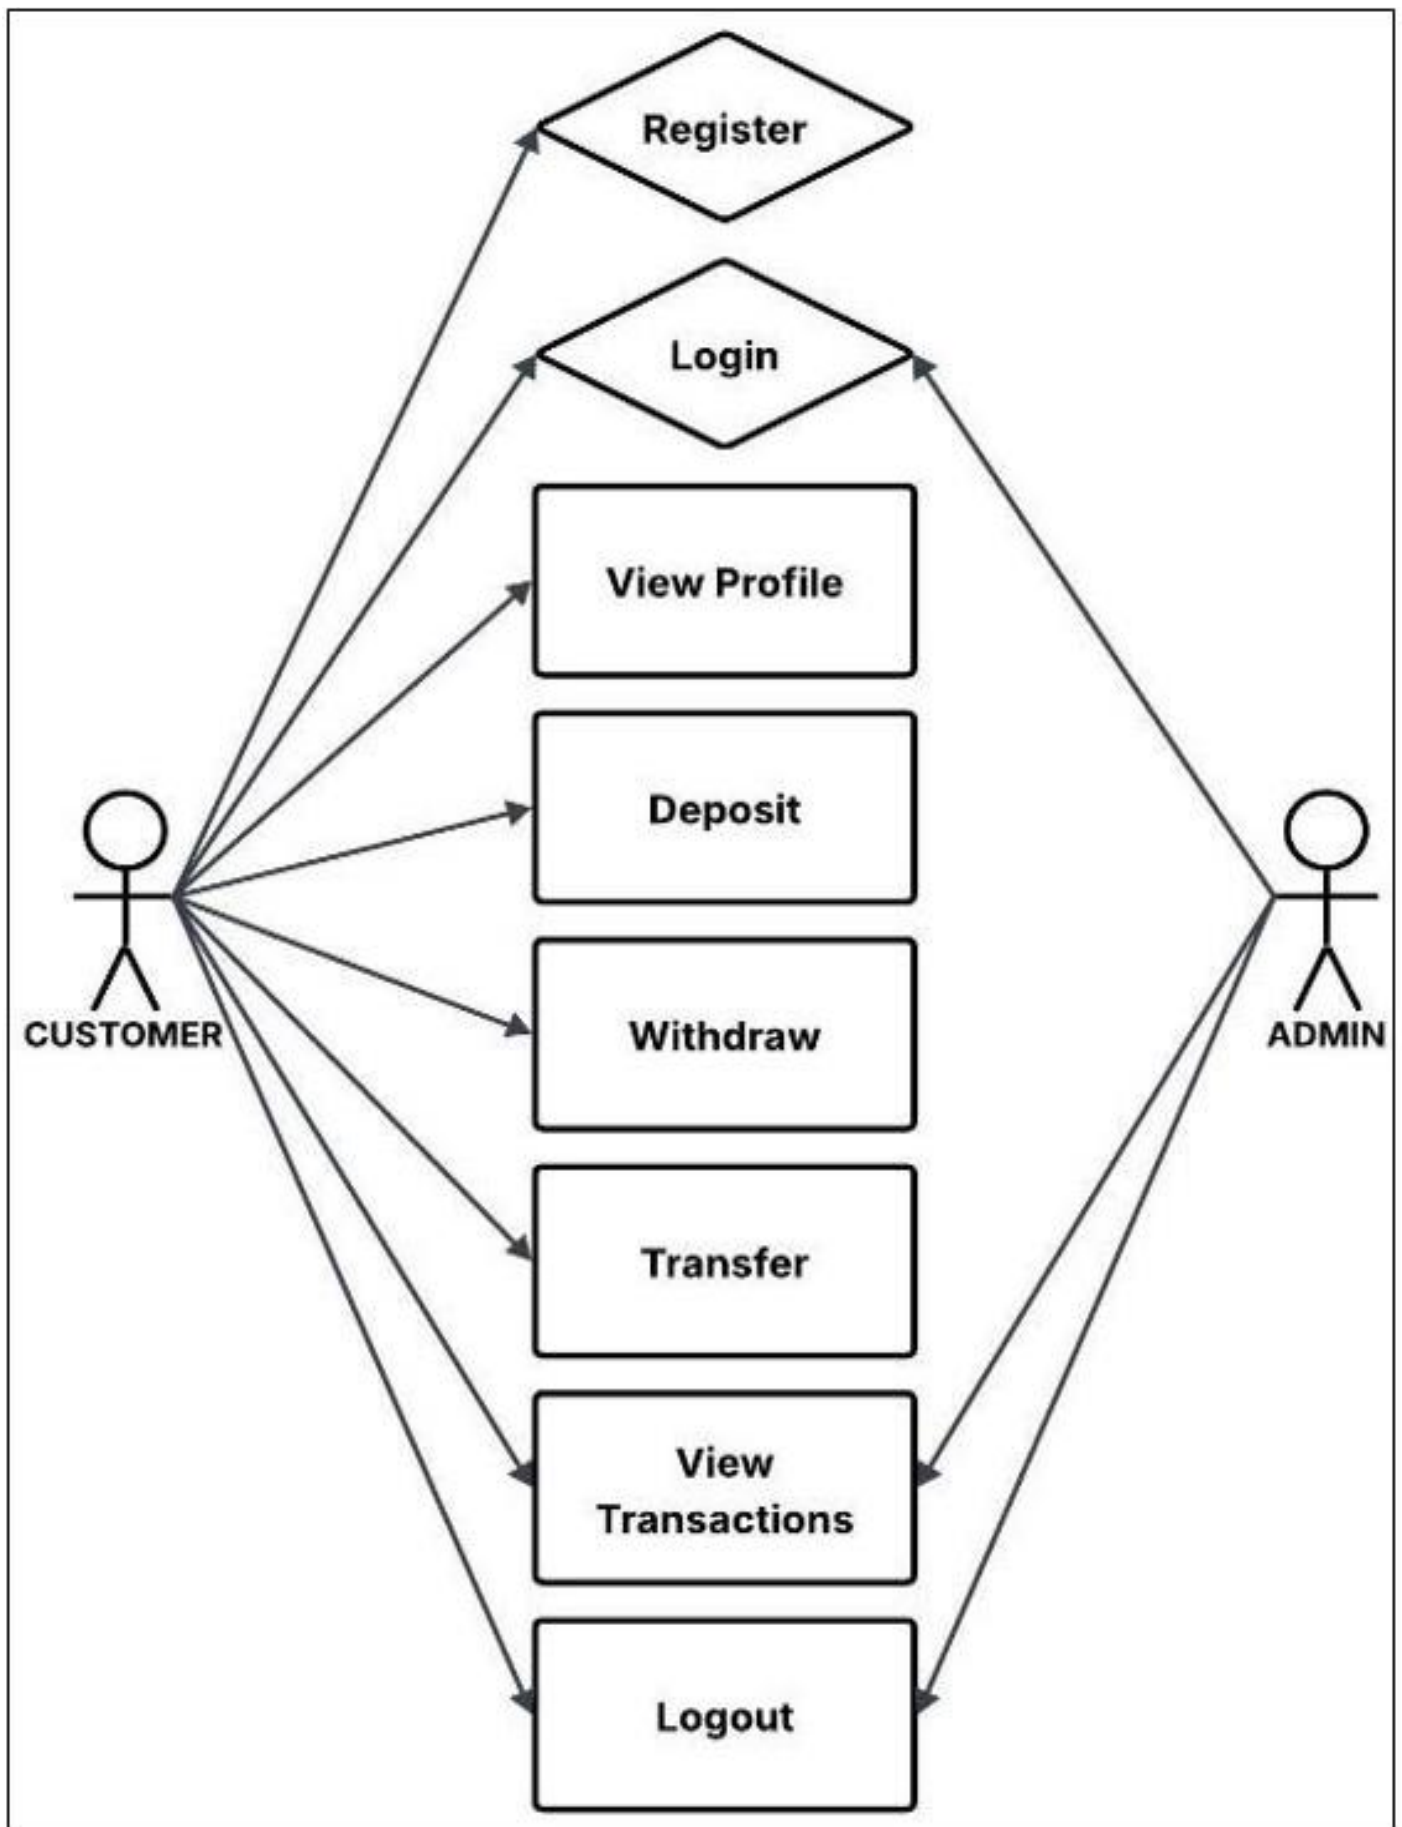 Register
Login
View Profile
Deposit
CUSTOMER
Withdraw
ADMIN
Transfer
View
Transactions
Logout